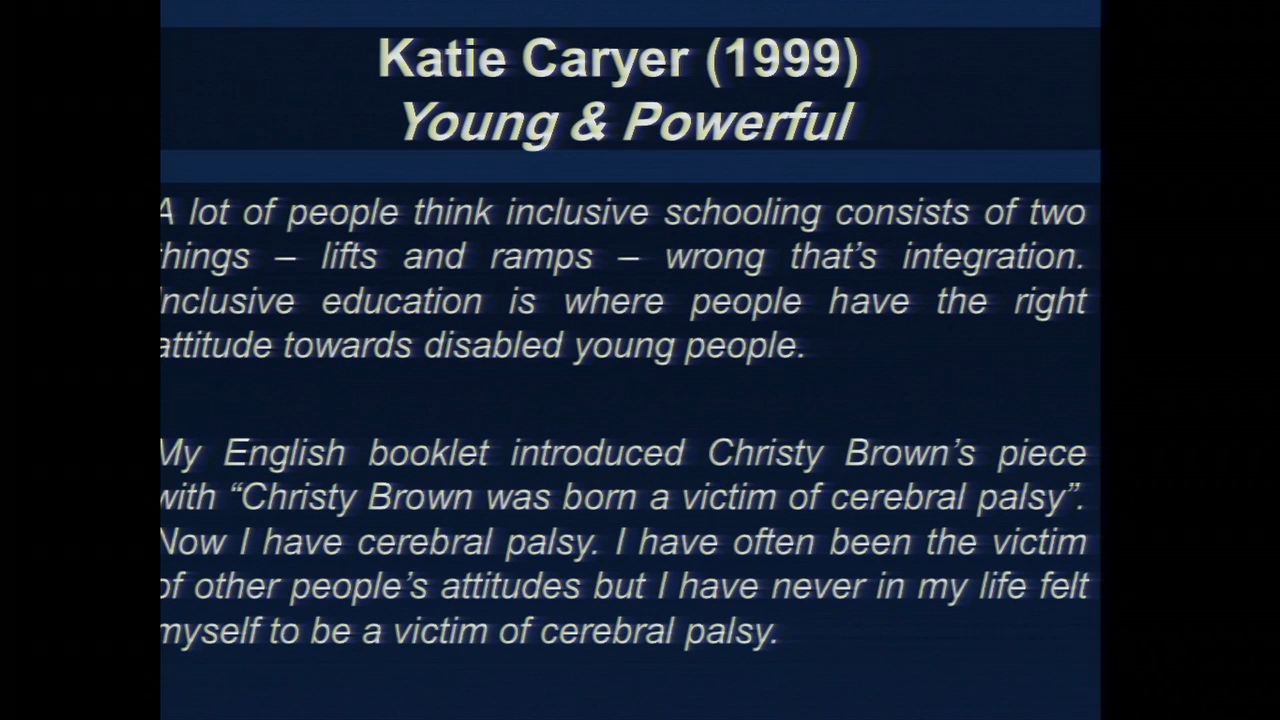 Katie Caryer (1999)
Young & Powerful
A lot of people think inclusive schooling consists of two
things – lifts and ramps – wrong that’s integration.
Inclusive education is where people have the right
attitude towards disabled young people.
My English booklet introduced Christy Brown’s piece
with “Christy Brown was born a victim of cerebral palsy”.
Now I have cerebral palsy. I have often been the victim
of other people’s attitudes but I have never in my life felt
myself to be a victim of cerebral palsy.